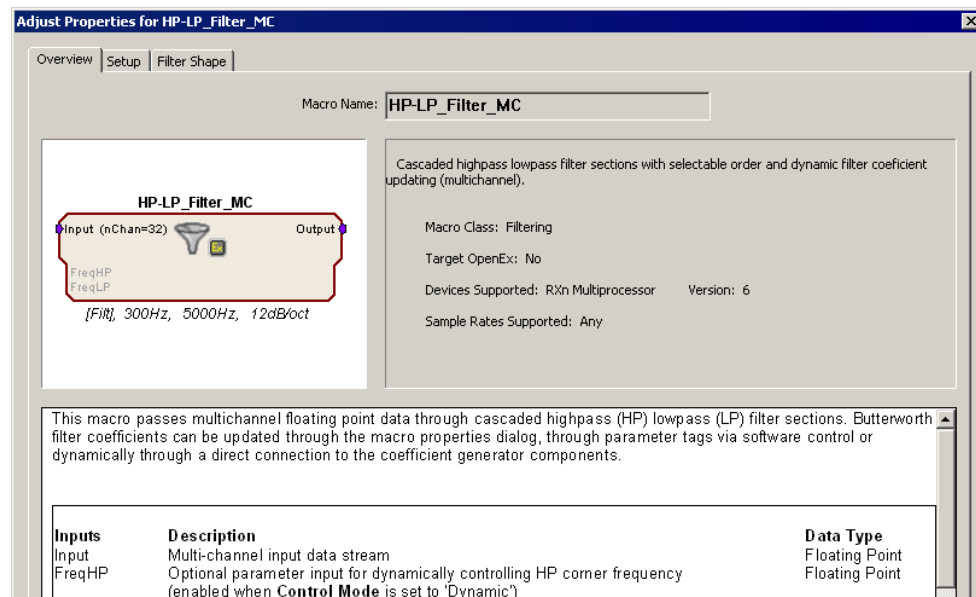 Adjust Properties for HP-LP_Filter_MC
Overview Setup Filter Shape
Macro Name: HP-LP_Filter_MC
HP-LP_Filter_MC
Input (nChan=32) Output
FreqHP
FreqLP
[Filt], 300Hz, 5000Hz, 12dB/oct
Cascaded highpass lowpass filter sections with selectable order and dynamic filter coeficient
updating (multichannel).
Macro Class: Filtering
Target OpenEx: No
Devices Supported: RXn Multiprocessor Version: 6
Sample Rates Supported: Any
This macro passes multichannel floating point data through cascaded highpass (HP) lowpass (LP) filter sections. Butterworth
filter coefficients can be updated through the macro properties dialog, through parameter tags via software control or
dynamically through a direct connection to the coefficient generator components.
Inputs Description Data Type
Input Multi-channel input data stream Floating Point
FreqHP Optional parameter input for dynamically controlling HP corner frequency Floating Point
(enabled when Control Mode is set to 'Dynamic')